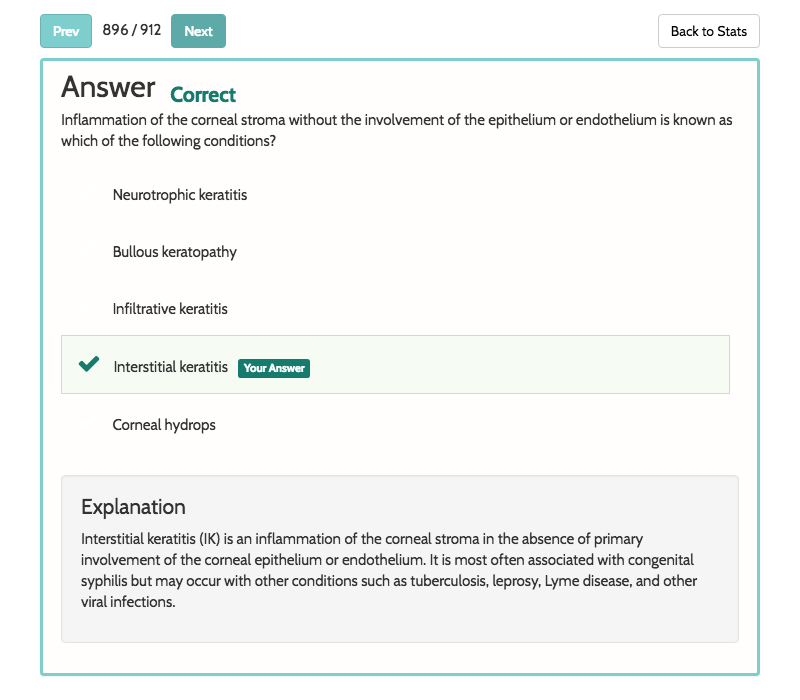 Prev 896 / 912 Next Back to Stats
Answer Correct
Inflammation of the corneal stroma without the involvement of the epithelium or endothelium is known as
which of the following conditions?
Neurotrophic keratitis
Bullous keratopathy
Infiltrative keratitis
Interstitial keratitis Your Answer
Corneal hydrops
Explanation
Interstitial keratitis (IK) is an inflammation of the corneal stroma in the absence of primary
involvement of the corneal epithelium or endothelium. It is most often associated with congenital
syphilis but may occur with other conditions such as tuberculosis, leprosy, Lyme disease, and other
viral infections.